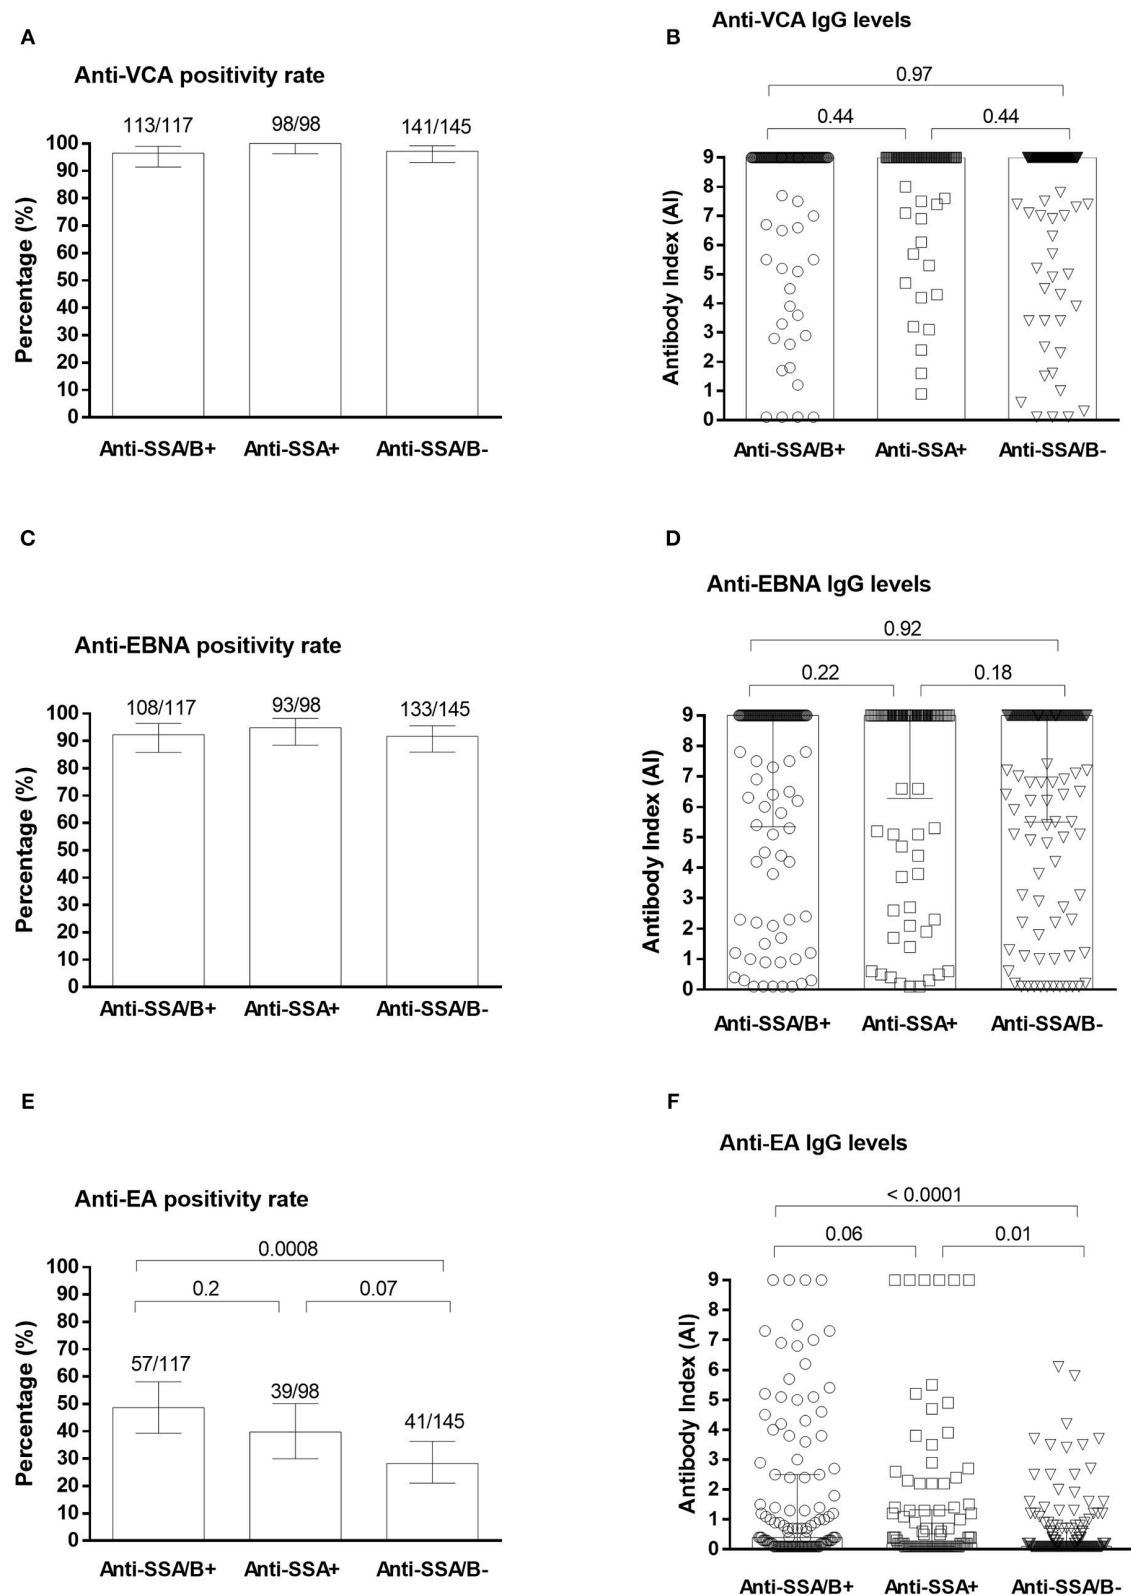 A
Anti-VCA positivity rate
113/117 98/98 141/145
100
90
80
70
60
50
40
30
20
10
0
Percentage (%)
Anti-SSA/B+ Anti-SSA+ Anti-SSA/B-
B
Anti-VCA IgG levels
0.97
0.44 0.44
9
8
7
6
5
4
3
2
1
0
Antibody Index (AI)
Anti-SSA/B+ Anti-SSA+ Anti-SSA/B-
C
Anti-EBNA positivity rate
108/117 93/98 133/145
100
90
80
70
60
50
40
30
20
10
0
Percentage (%)
Anti-SSA/B+ Anti-SSA+ Anti-SSA/B-
D
Anti-EBNA IgG levels
0.92
0.22 0.18
9
8
7
6
5
4
3
2
1
0
Antibody Index (AI)
Anti-SSA/B+ Anti-SSA+ Anti-SSA/B-
E
Anti-EA positivity rate
0.0008
0.2 0.07
57/117 39/98 41/145
100
90
80
70
60
50
40
30
20
10
0
Percentage (%)
Anti-SSA/B+ Anti-SSA+ Anti-SSA/B-
F
Anti-EA IgG levels
< 0.0001
0.06 0.01
9
8
7
6
5
4
3
2
1
0
Antibody Index (AI)
Anti-SSA/B+ Anti-SSA+ Anti-SSA/B-